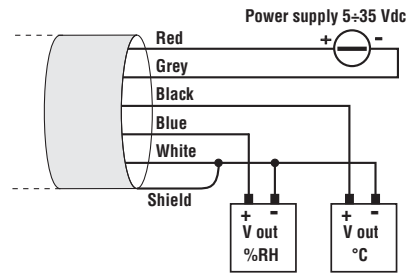 Power supply 5÷35 Vdc
Red
+ -
Grey
Black
Blue
White
Shield
+ -
V out
%RH
+ -
V out
°C